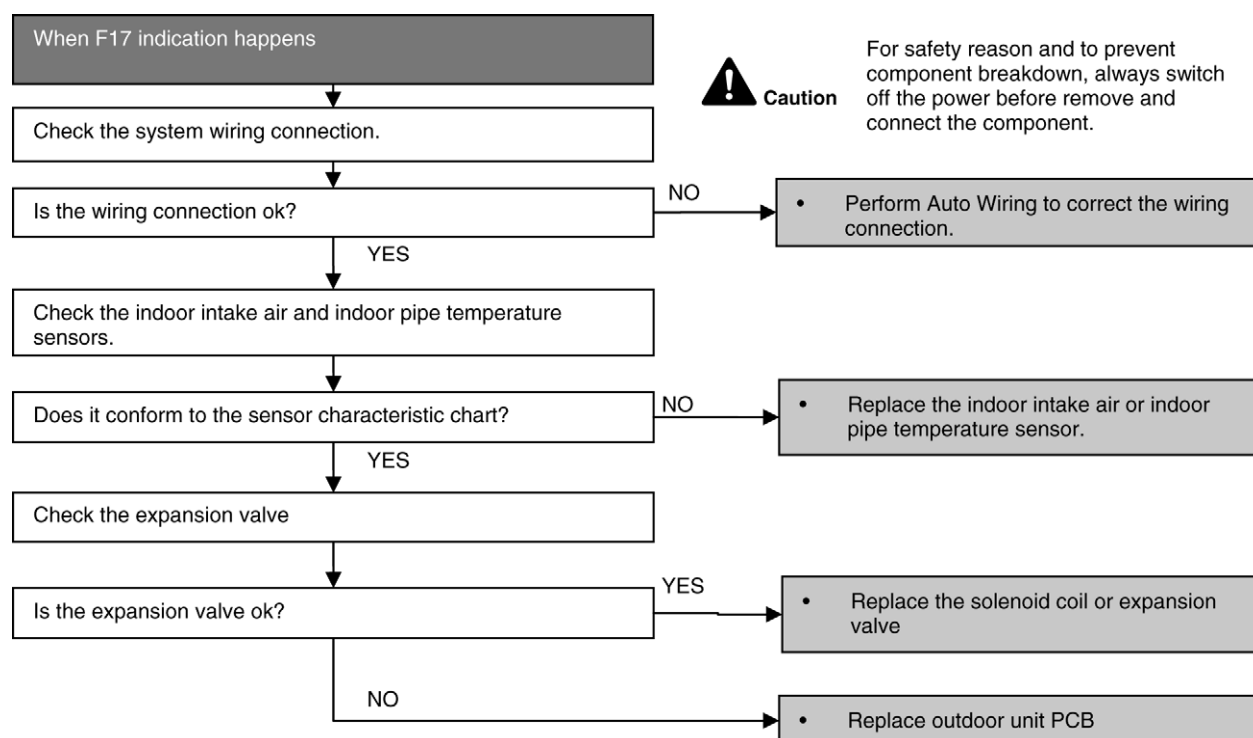 When F17 indication happens
For safety reason and to prevent
component breakdown, always switch
off the power before remove and
connect the component.
Caution
Check the system wiring connection.
Is the wiring connection ok?
NO
• Perform Auto Wiring to correct the wiring
connection.
YES
Check the indoor intake air and indoor pipe temperature
sensors.
Does it conform to the sensor characteristic chart?
NO
• Replace the indoor intake air or indoor
pipe temperature sensor.
YES
Check the expansion valve
Is the expansion valve ok?
YES
• Replace the solenoid coil or expansion
valve
NO
• Replace outdoor unit PCB